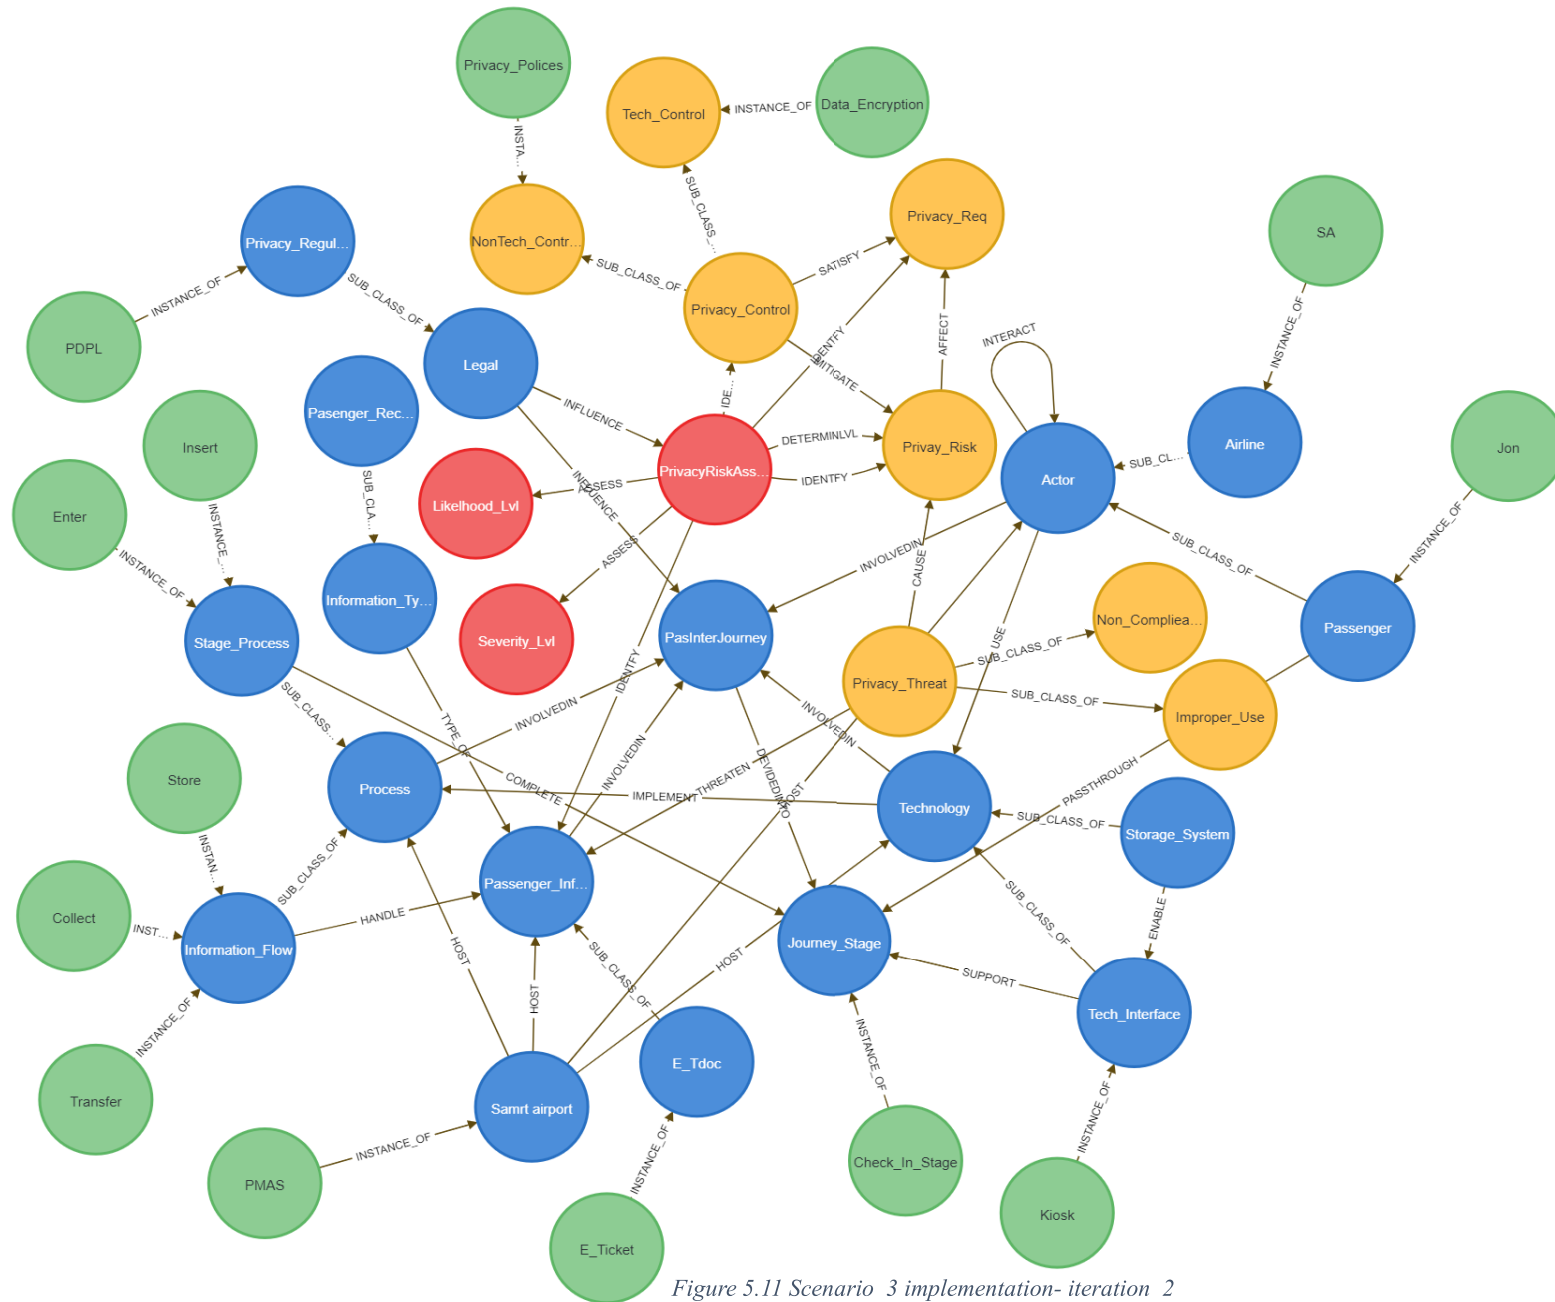 Privacy_Polices
Tech_Control
INSTANCE_OF
Data_Encryption
INSTA...
SUB_CLASS_...
Privacy_Regul...
NonTech_Contr...
Privacy_Req
SA
INSTANCE_OF
SUB_CLASS_OF
SUB_CLASS_OF
SATISFY
Privacy_Control
INSTANCE_OF
PDPL
Legal
IDENTFY
MITIGATE
AFFECT
INTERACT
INSTANCE_OF
Pasenger_Rec...
INFLUENCE
IDE...
Insert
PrivacyRiskAss...
DETERMINLVL
IDENTFY
Privay_Risk
Actor
SUB_CL...
Airline
Jon
Likelhood_Lvl
ASSESS
INFLUENCE
SUB_CLA...
Enter
INSTANCE_...
INSTANCE_OF
ASSESS
INVOLVEDIN
CAUSE
SUB_CLASS_OF
INSTANCE_OF
Information_Ty...
Stage_Process
Severity_Lvl
PasInterJourney
USE
Non_Compliea...
Passenger
IDENTFY
SUB_CLASS_OF
Privacy_Threat
SUB_CLASS_OF
Improper_Use
SUB_CLASS...
TYPE_OF
INVOLVEDIN
INVOLVEDIN
INVOLVEDIN
DEVIDEDINTO
THREATEN
HOST
Store
Process
COMPLETE
IMPLEMENT
Technology
PASSTHROUGH
SUB_CLASS_OF
Storage_System
INSTAN...
SUB_CLASS_OF
Passenger_Inf...
SUB_CLASS_OF
ENABLE
Collect
INST...
Information_Flow
HANDLE
HOST
HOST
SUB_CLASS_OF
HOST
Journey_Stage
SUPPORT
Tech_Interface
INSTANCE_OF
Transfer
Samrt airport
E_Tdoc
INSTANCE_OF
INSTANCE_OF
INSTANCE_OF
PMAS
INSTANCE_OF
Check_In_Stage
Kiosk
E_Ticket
Figure 5.11 Scenario 3 implementation- iteration 2